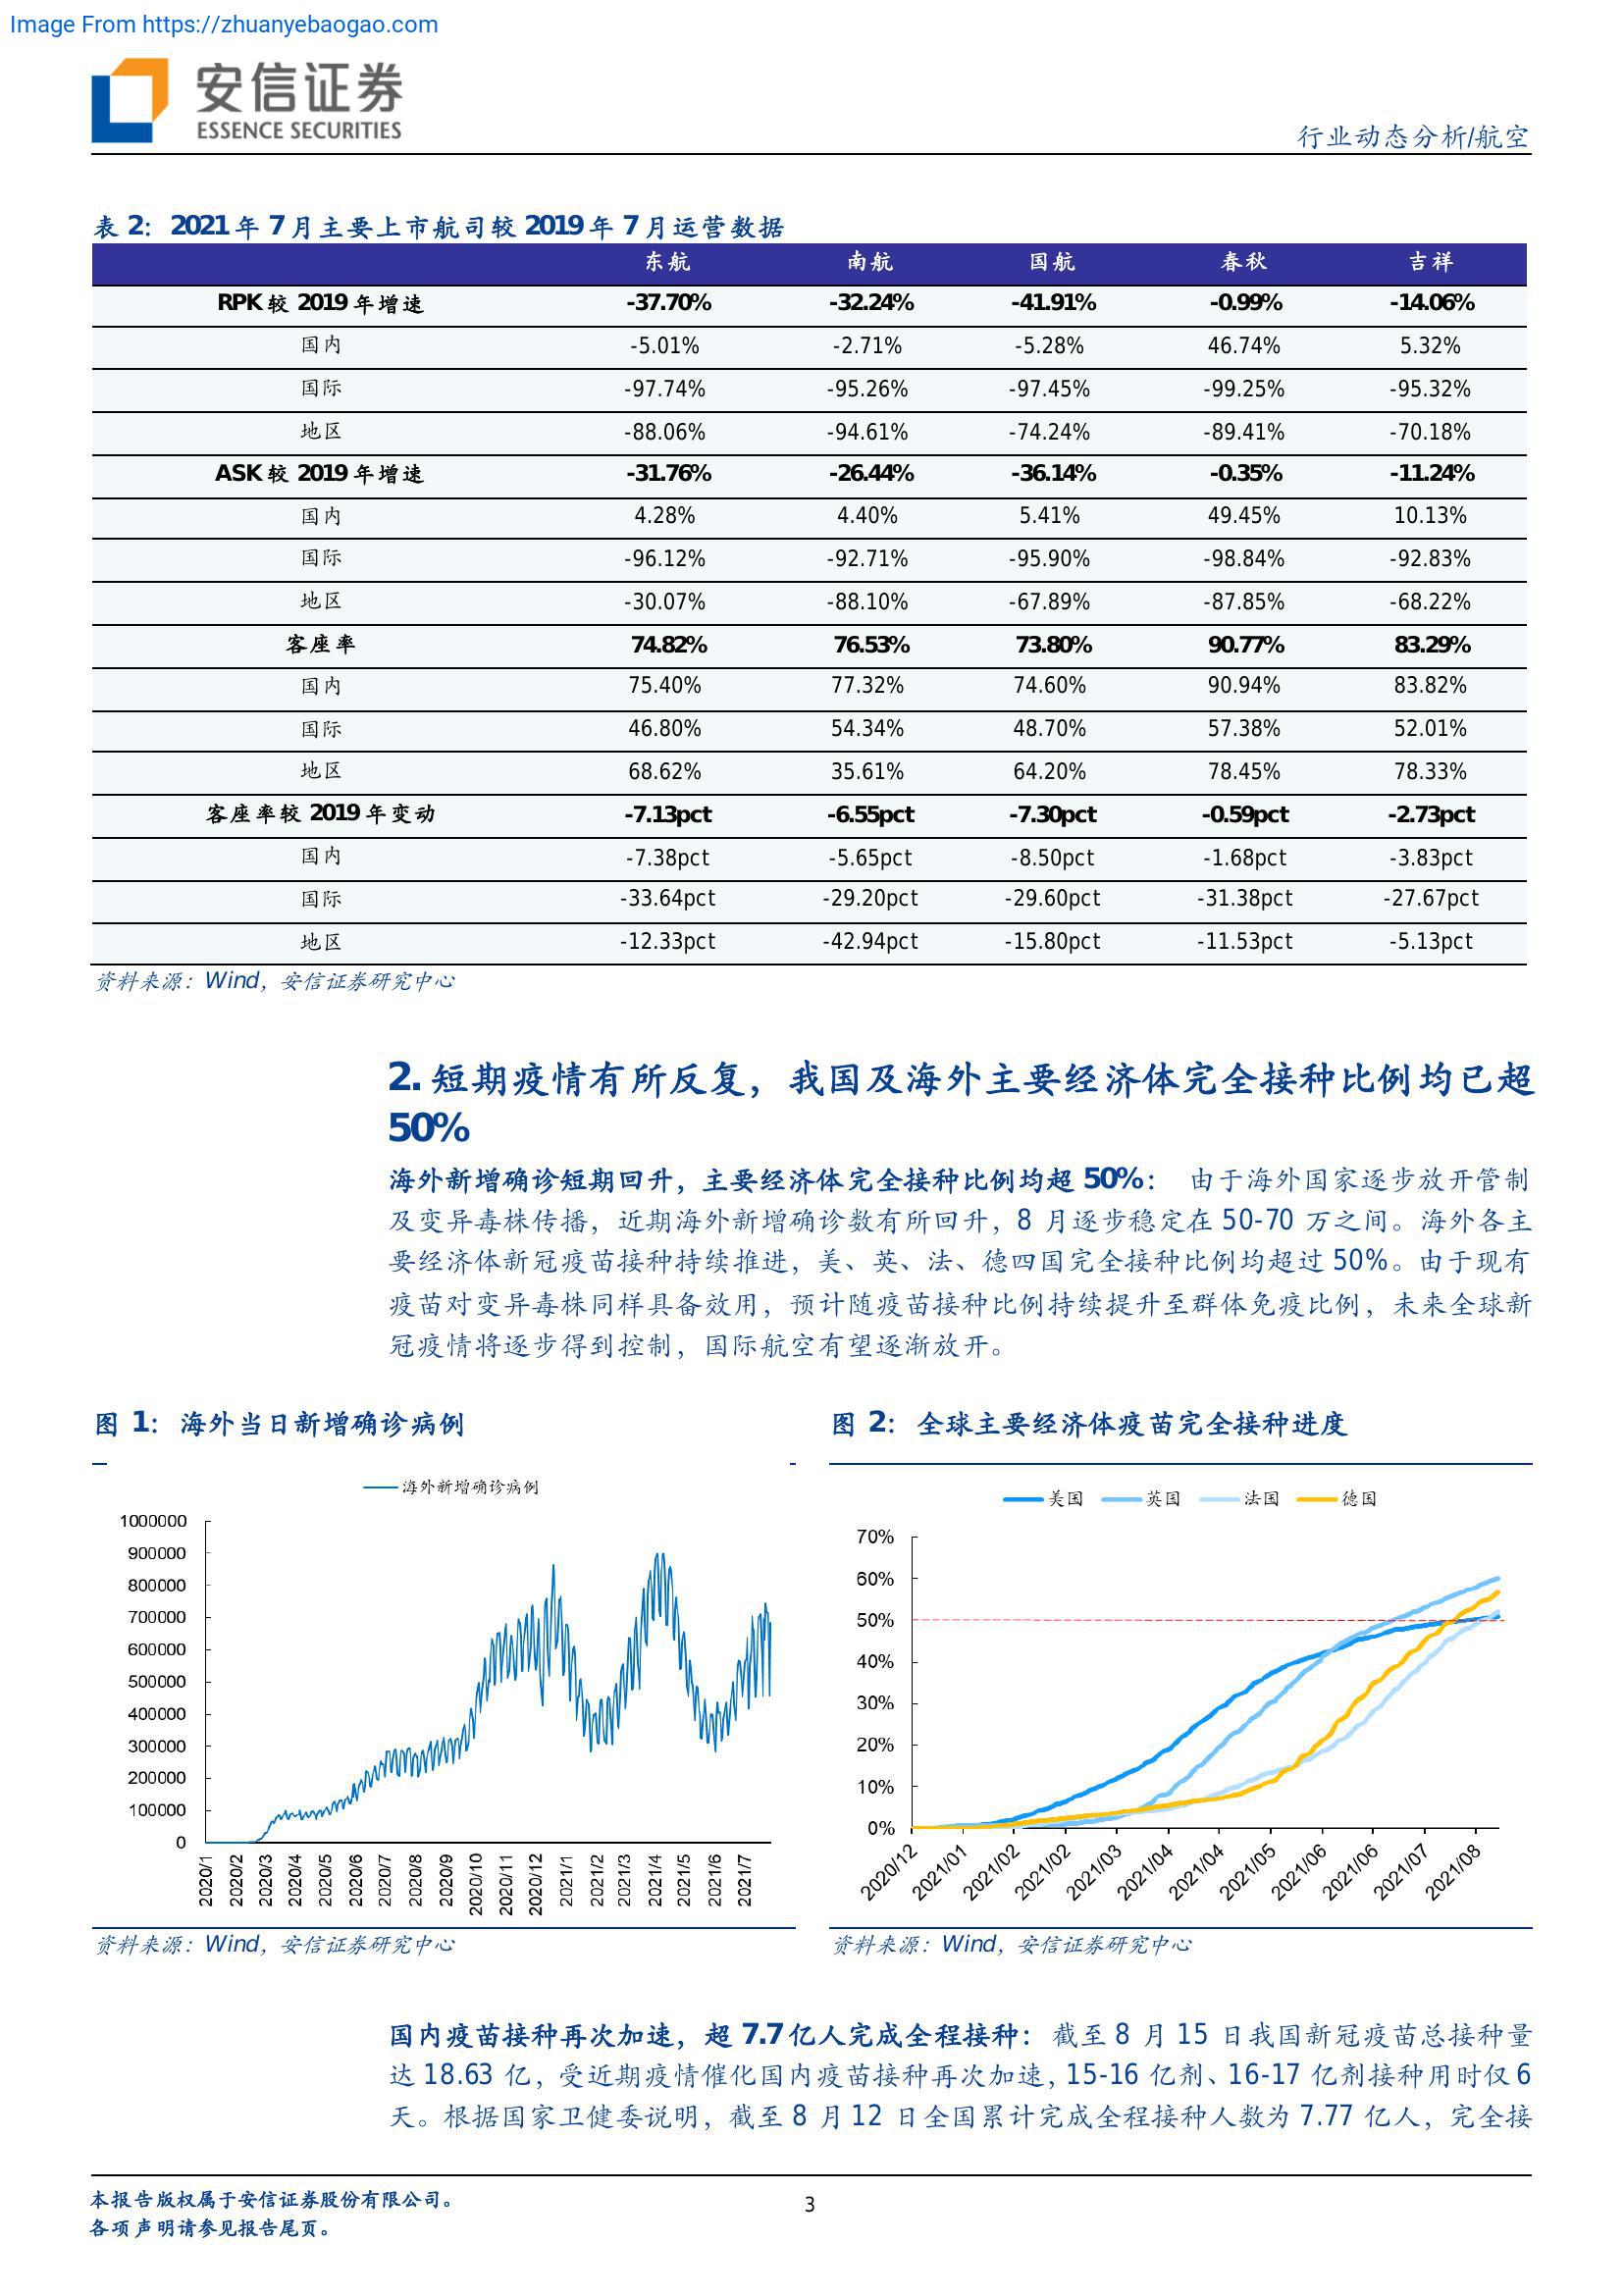 Image From https://zhuanyebaogao.com
安信证券
ESSENCE SECURITIES
行业动态分析/航空
表 2：2021 年 7 月主要上市航司较 2019 年 7 月运营数据
东航 南航 国航 春秋 吉祥
RPK 较 2019 年增速 -37.70% -32.24% -41.91% -0.99% -14.06%
国内 -5.01% -2.71% -5.28% 46.74% 5.32%
国际 -97.74% -95.26% -97.45% -99.25% -95.32%
地区 -88.06% -94.61% -74.24% -89.41% -70.18%
ASK 较 2019 年增速 -31.76% -26.44% -36.14% -0.35% -11.24%
国内 4.28% 4.40% 5.41% 49.45% 10.13%
国际 -96.12% -92.71% -95.90% -98.84% -92.83%
地区 -30.07% -88.10% -67.89% -87.85% -68.22%
客座率 74.82% 76.53% 73.80% 90.77% 83.29%
国内 75.40% 77.32% 74.60% 90.94% 83.82%
国际 46.80% 54.34% 48.70% 57.38% 52.01%
地区 68.62% 35.61% 64.20% 78.45% 78.33%
客座率较 2019 年变动 -7.13pct -6.55pct -7.30pct -0.59pct -2.73pct
国内 -7.38pct -5.65pct -8.50pct -1.68pct -3.83pct
国际 -33.64pct -29.20pct -29.60pct -31.38pct -27.67pct
地区 -12.33pct -42.94pct -15.80pct -11.53pct -5.13pct
资料来源：Wind，安信证券研究中心
2. 短期疫情有所反复，我国及海外主要经济体完全接种比例均已超
50%
海外新增确诊短期回升，主要经济体完全接种比例均超 50%： 由于海外国家逐步放开管制
及变异毒株传播，近期海外新增确诊数有所回升，8 月逐步稳定在 50-70 万之间。海外各主
要经济体新冠疫苗接种持续推进，美、英、法、德四国完全接种比例均超过 50%。由于现有
疫苗对变异毒株同样具备效用，预计随疫苗接种比例持续提升至群体免疫比例，未来全球新
冠疫情将逐步得到控制，国际航空有望逐渐放开。
图 1：海外当日新增确诊病例
海外新增确诊病例
1000000
900000
800000
700000
600000
500000
400000
300000
200000
100000
0
2020/1 2020/2 2020/3 2020/4 2020/5 2020/6 2020/7 2020/8 2020/9 2020/10 2020/11 2020/12 2021/1 2021/2 2021/3 2021/4 2021/5 2021/6 2021/7
资料来源：Wind，安信证券研究中心
图 2：全球主要经济体疫苗完全接种进度
美国 英国 法国 德国
70%
60%
50%
40%
30%
20%
10%
0%
2020/12 2021/01 2021/02 2021/02 2021/03 2021/04 2021/04 2021/05 2021/06 2021/06 2021/07 2021/08
资料来源：Wind，安信证券研究中心
国内疫苗接种再次加速，超 7.7 亿人完成全程接种：截至 8 月 15 日我国新冠疫苗总接种量
达 18.63 亿，受近期疫情催化国内疫苗接种再次加速，15-16 亿剂、16-17 亿剂接种用时仅 6
天。根据国家卫健委说明，截至 8 月 12 日全国累计完成全程接种人数为 7.77 亿人，完全接
本报告版权属于安信证券股份有限公司。
各项声明请参见报告尾页。
3